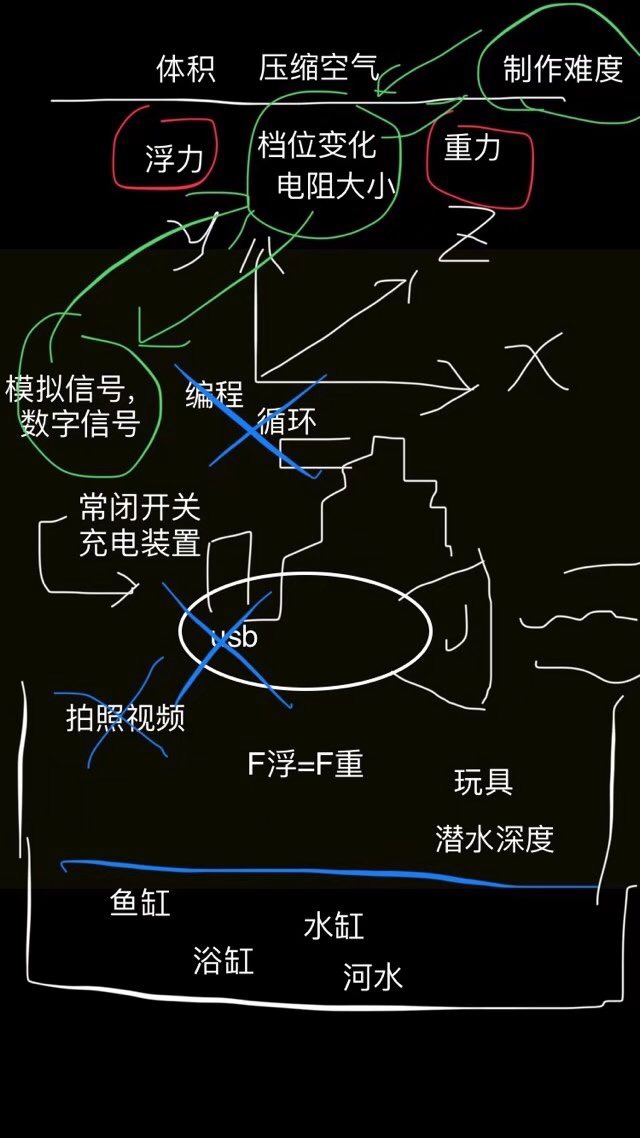 体积 压缩空气 制作难度
浮力 档位变化 重力
电阻大小
y Z
X
模拟信号,
数字信号
编程
循环
常闭开关
充电装置
usb
拍照视频
F浮=F重
玩具
潜水深度
鱼缸
水缸
浴缸
河水